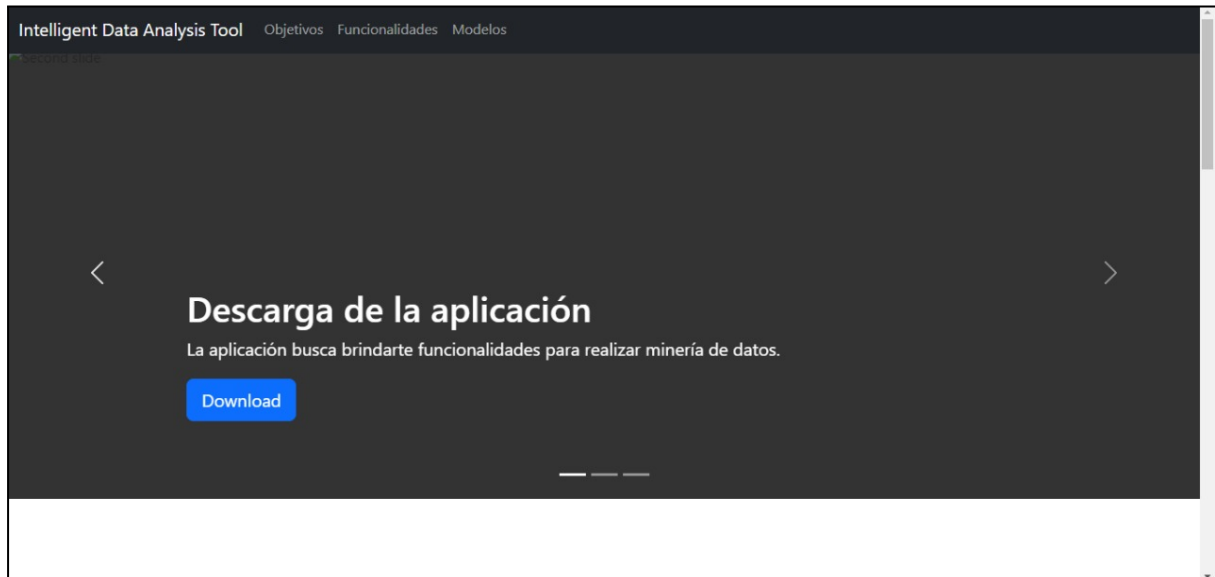 Intelligent Data Analysis Tool Objetivos Funcionalidades Modelos
Second slide
Descarga de la aplicación
La aplicación busca brindarte funcionalidades para realizar minería de datos.
Download